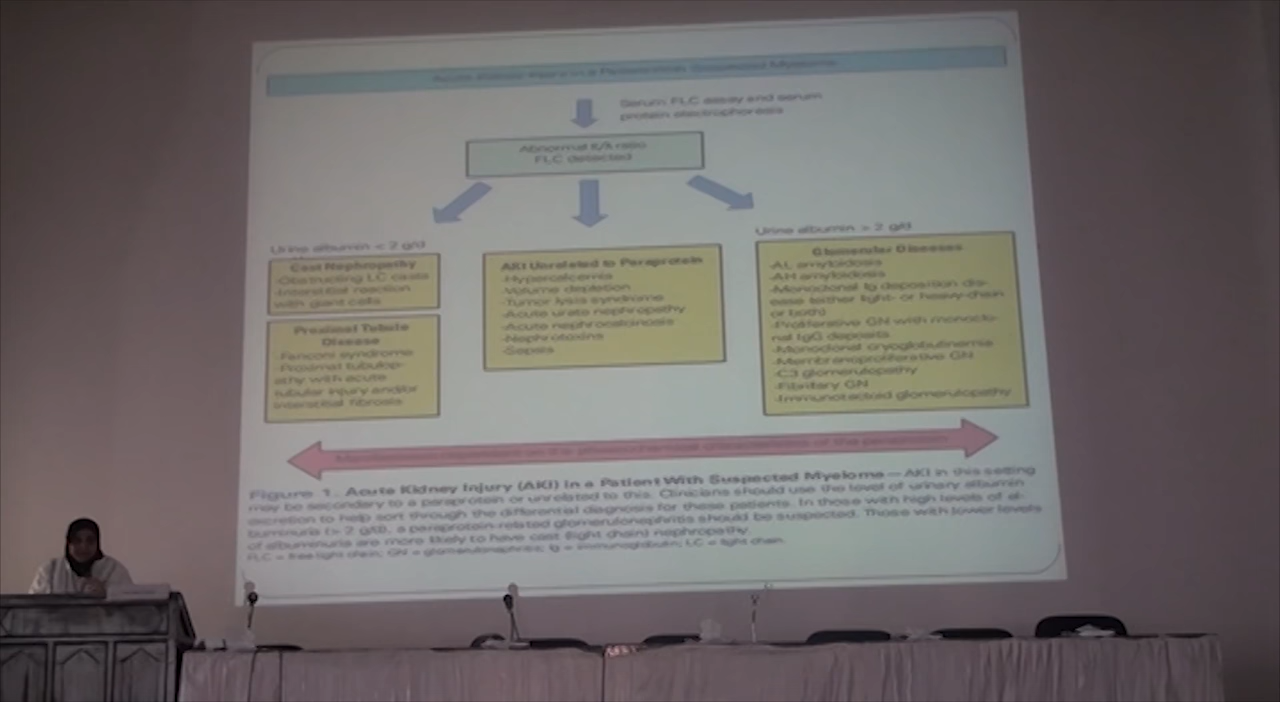 Acute Kidney Injury in a Patient with Suspected Myeloma
Serum FLC assay and serum
protein electrophoresis
Abnormal K/λ ratio
FLC detected
Urine albumin < 2 g/d
Cast Nephropathy
-Obstructing LC casts
-Interstitial reaction
with giant cells
Proximal Tubule
Disease
-Fanconi syndrome
-Proximal tubulop-
athy with acute
tubular injury and/or
interstitial fibrosis
AKI Unrelated to Paraprotein
-Hypercalcemia
-Volume depletion
-Tumor lysis syndrome
-Acute urate nephropathy
-Acute nephrocalcinosis
-Nephrotoxins
-Sepsis
Urine albumin > 2 g/d
Glomerular Diseases
-AL amyloidosis
-AH amyloidosis
-Monoclonal Ig deposition dis-
ease (either light- or heavy-chain
or both)
-Proliferative GN with monoclo-
nal IgG deposits
-Monoclonal cryoglobulinemia
-Membranoproliferative GN
-C3 glomerulopathy
-Fibrillary GN
-Immunotactoid glomerulopathy
characteristics of the paraprotein
Figure 1. Acute Kidney Injury (AKI) in a Patient With Suspected Myeloma — AKI in this setting
may be secondary to a paraprotein or unrelated to this. Clinicians should use the level of urinary albumin
excretion to help sort through the differential diagnosis for these patients. In those with high levels of al-
buminuria (> 2 g/d), a paraprotein-related glomerulonephritis should be suspected. Those with lower levels
of albuminuria are more likely to have cast (light chain) nephropathy.
FLC = free light chain; GN = glomerulonephritis; Ig = immunoglobulin; LC = light chain.